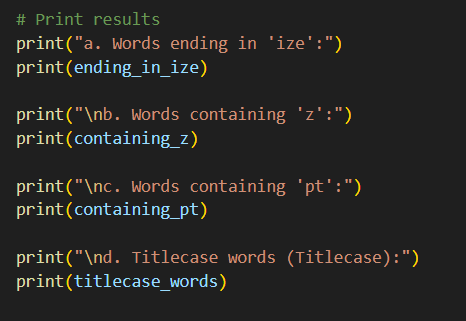 # Print results
print("a. Words ending in 'ize':")
print(ending_in_ize)
print("\nb. Words containing 'z':")
print(containing_z)
print("\nc. Words containing 'pt':")
print(containing_pt)
print("\nd. Titlecase words (Titlecase):")
print(titlecase_words)